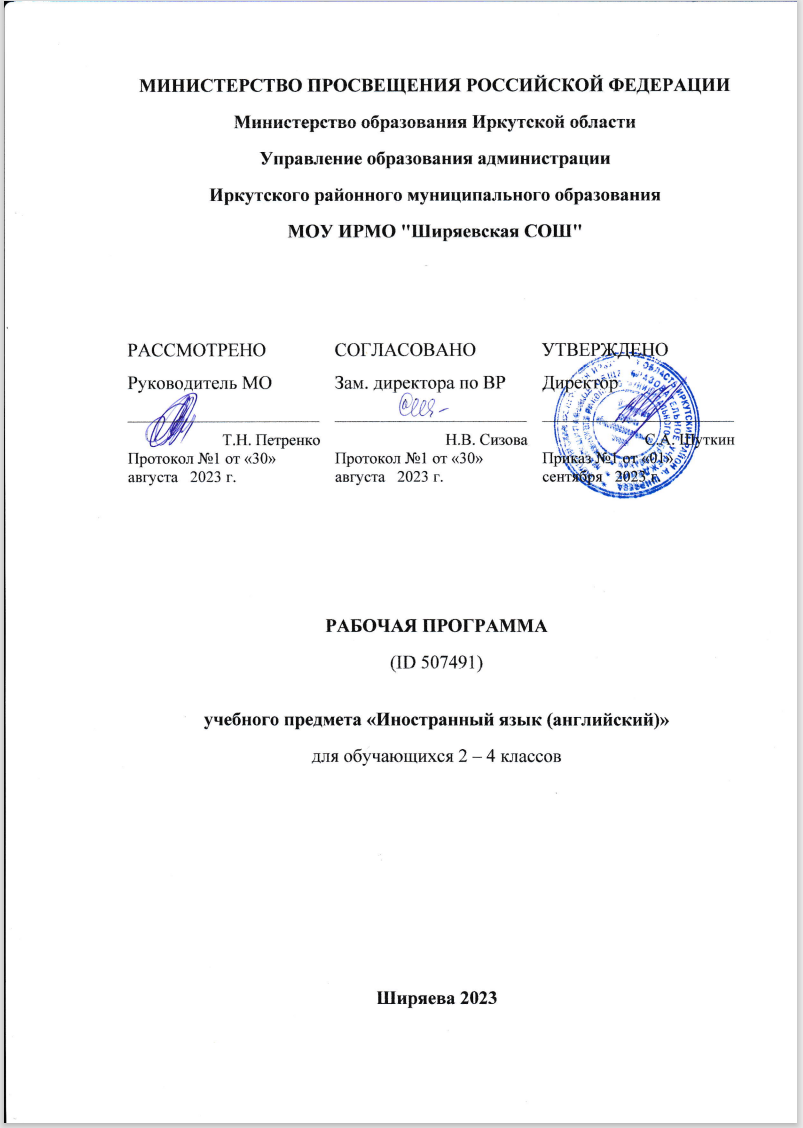 МИНИСТЕРСТВО ПРОСВЕЩЕНИЯ РОССИЙСКОЙ ФЕДЕРАЦИИ
Министерство образования Иркутской области
Управление образования администрации
Иркутского районного муниципального образования
МОУ ИРМО "Ширяевская СОШ"
РАССМОТРЕНО
Руководитель МО
Т.Н. Петренко
Протокол №1 от «30»
августа 2023 г.
СОГЛАСОВАНО
Зам. директора по ВР
Н.В. Сизова
Протокол №1 от «30»
августа 2023 г.
УТВЕРЖДЕНО
Директор
С.А. Шуткин
Приказ №1 от «01»
сентября 2023 г.
РАБОЧАЯ ПРОГРАММА
(ID 507491)
учебного предмета «Иностранный язык (английский)»
для обучающихся 2 – 4 классов
Ширяева 2023